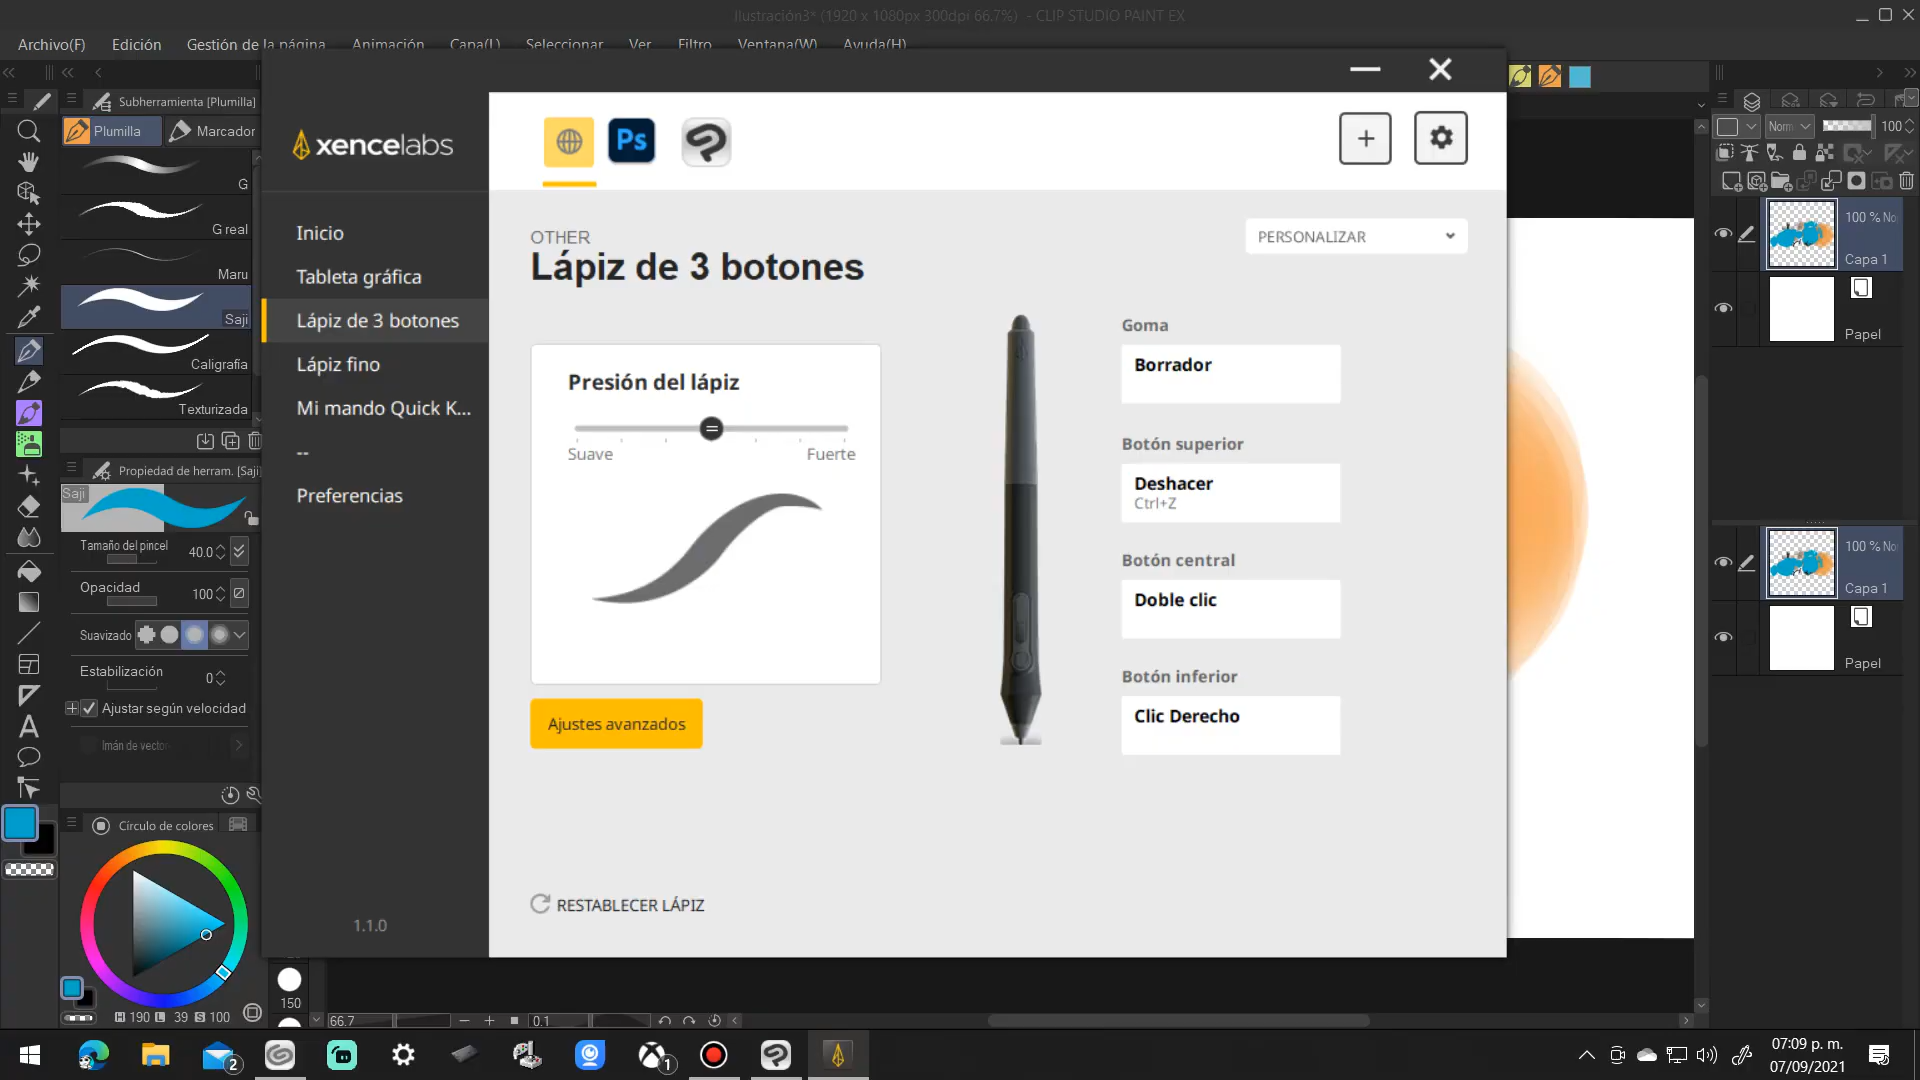 Ilustración3* (1920 x 1080px 300dpi 66.7%) - CLIP STUDIO PAINT EX
Archivo(F) Edición Gestión de la página Animación Capa(L) Seleccionar Ver Filtro Ventana(W) Ayuda(H)
Subherramienta [Plumilla]
Plumilla
Marcador
G
G real
Maru
Saji
Caligrafía
Texturizada
Propiedad de herram. [Saji]
Saji
Tamaño del pincel 40.0
Opacidad 100
Suavizado
Estabilización 0
Ajustar según velocidad
Imán de vector
Círculo de colores
H 190 L 39 S 100
150
66.7
0.1
xencelabs
Inicio
Tableta gráfica
Lápiz de 3 botones
Lápiz fino
Mi mando Quick K...
--
Preferencias
1.1.0
Ps
OTHER
Lápiz de 3 botones
PERSONALIZAR
Presión del lápiz
Suave Fuerte
Ajustes avanzados
Goma
Borrador
Botón superior
Deshacer
Ctrl+Z
Botón central
Doble clic
Botón inferior
Clic Derecho
RESTABLECER LÁPIZ
Norm
100
100 % No
Capa 1
Papel
100 % No
Capa 1
Papel
A
2
1
07:09 p. m.
07/09/2021